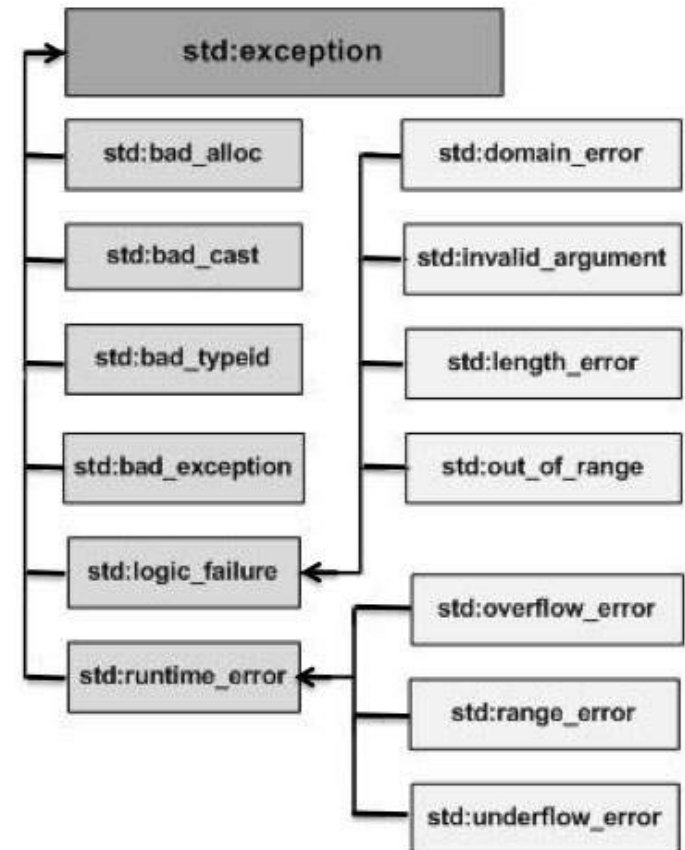 std:exception
std:bad_alloc
std:bad_cast
std:bad_typeid
std:bad_exception
std:logic_failure
std:runtime_error
std:domain_error
std:invalid_argument
std:length_error
std:out_of_range
std:overflow_error
std:range_error
std:underflow_error